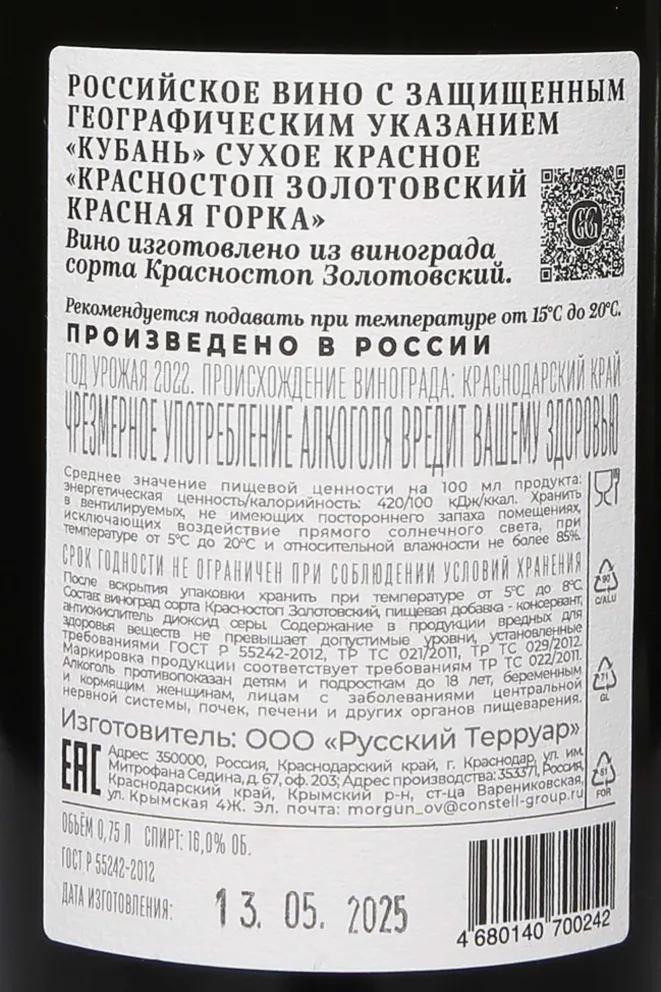 РОССИЙСКОЕ ВИНО С ЗАЩИЩЕННЫМ
ГЕОГРАФИЧЕСКИМ УКАЗАНИЕМ
«КУБАНЬ» СУХОЕ КРАСНОЕ
«КРАСНОСТОП ЗОЛОТОВСКИЙ
КРАСНАЯ ГОРКА»
Вино изготовлено из винограда
сорта Красностоп Золотовский.
Рекомендуется подавать при температуре от 15°С до 20°С.
ПРОИЗВЕДЕНО В РОССИИ
ГОД УРОЖАЯ 2022. ПРОИСХОЖДЕНИЕ ВИНОГРАДА: КРАСНОДАРСКИЙ КРАЙ
ЧРЕЗМЕРНОЕ УПОТРЕБЛЕНИЕ АЛКОГОЛЯ ВРЕДИТ ВАШЕМУ ЗДОРОВЬЮ
Среднее значение пищевой ценности на 100 мл продукта:
энергетическая ценность/калорийность: 420/100 кДж/ккал. Хранить
в вентилируемых, не имеющих постороннего запаха помещениях,
исключающих воздействие прямого солнечного света, при
температуре от 5°С до 20°С и относительной влажности не более 85%.
СРОК ГОДНОСТИ НЕ ОГРАНИЧЕН ПРИ СОБЛЮДЕНИИ УСЛОВИЙ ХРАНЕНИЯ
После вскрытия упаковки хранить при температуре от 5°С до 8°С.
Состав: виноград сорта Красностоп Золотовский, пищевая добавка - консервант,
антиокислитель диоксид серы. Содержание в продукции вредных для
здоровья веществ не превышает допустимые уровни, установленные
требованиями ГОСТ Р 55242-2012, ТР ТС 021/2011, ТР ТС 029/2012.
Маркировка продукции соответствует требованиям ТР ТС 022/2011.
Алкоголь противопоказан детям и подросткам до 18 лет, беременным
и кормящим женщинам, лицам с заболеваниями центральной
нервной системы, почек, печени и других органов пищеварения.
90
C/ALU
71
GL
51
FOR
Изготовитель: ООО «Русский Терруар»
EAC
Адрес: 350000, Россия, Краснодарский край, г. Краснодар, ул. им.
Митрофана Седина, д. 67, оф. 203; Адрес производства: 353371, Россия,
Краснодарский край, Крымский р-н, ст-ца Варениковская,
ул. Крымская 4Ж. Эл. почта: morgun_ov@constell-group.ru
ОБЪЁМ 0,75 Л СПИРТ: 16,0% ОБ.
ГОСТ Р 55242-2012
ДАТА ИЗГОТОВЛЕНИЯ: 13. 05. 2025
4 680140 700242